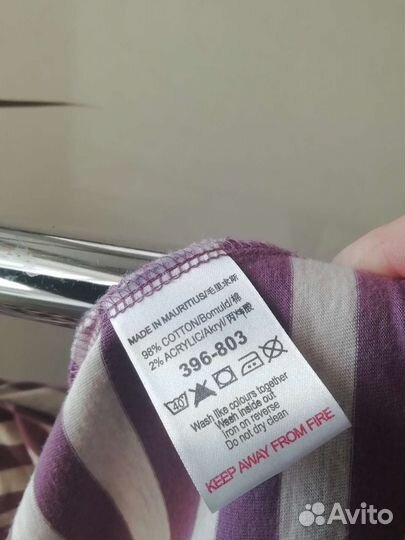 MADE IN MAURITIUS/毛里求斯
98% COTTON/Bomuld/棉
2% ACRYLIC/Akryl/丙烯酸
396-803
40
Wash like colours together
Wash inside out
Iron on reverse
Do not dry clean
KEEP AWAY FROM FIRE
Avito